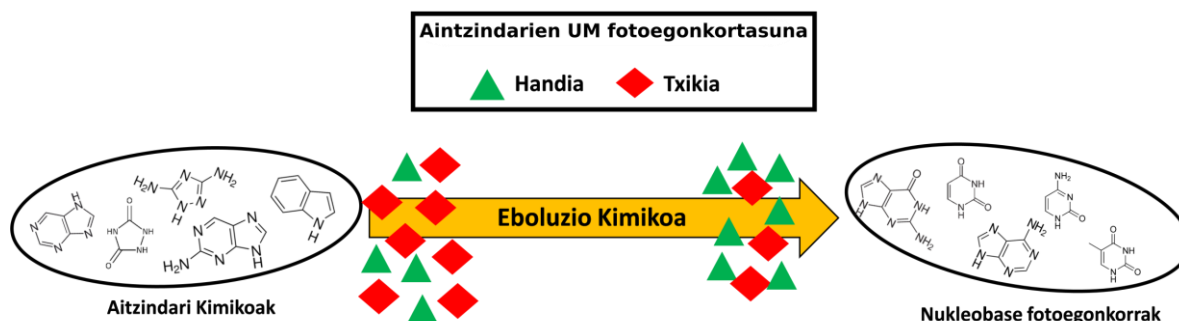 Aintzindarien UM fotoegonkortasuna
Handia
Txikia
Eboluzio Kimikoa
Aitzindari Kimikoak
Nukleobase fotoegonkorrak